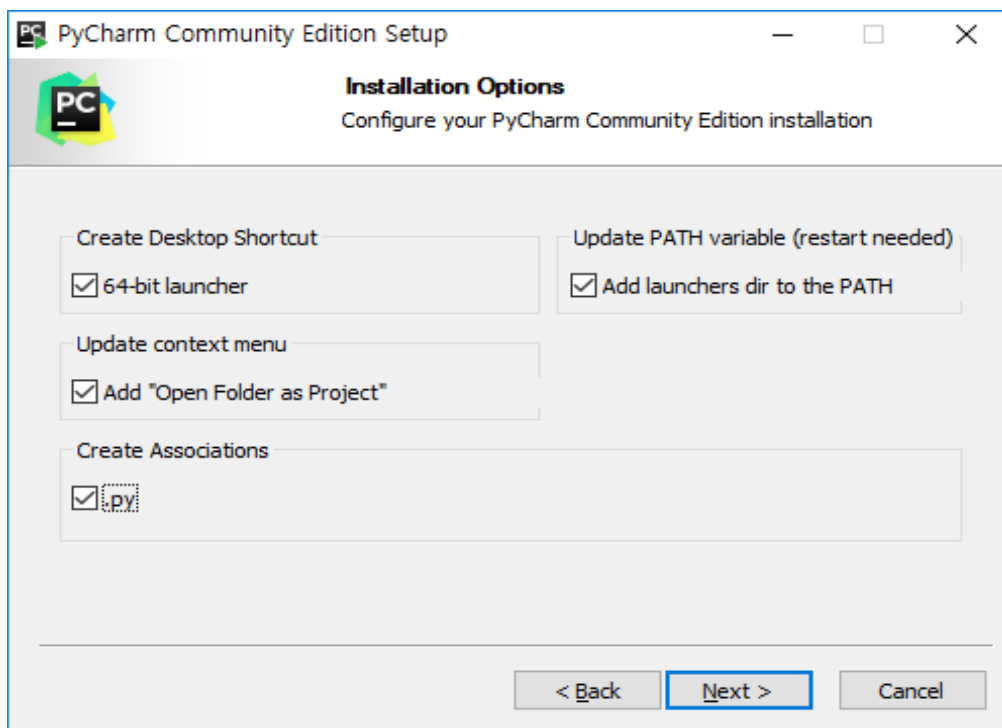 PyCharm Community Edition Setup
PC
Installation Options
Configure your PyCharm Community Edition installation
Create Desktop Shortcut
64-bit launcher
Update PATH variable (restart needed)
Add launchers dir to the PATH
Update context menu
Add "Open Folder as Project"
Create Associations
.py
< Back
Next >
Cancel